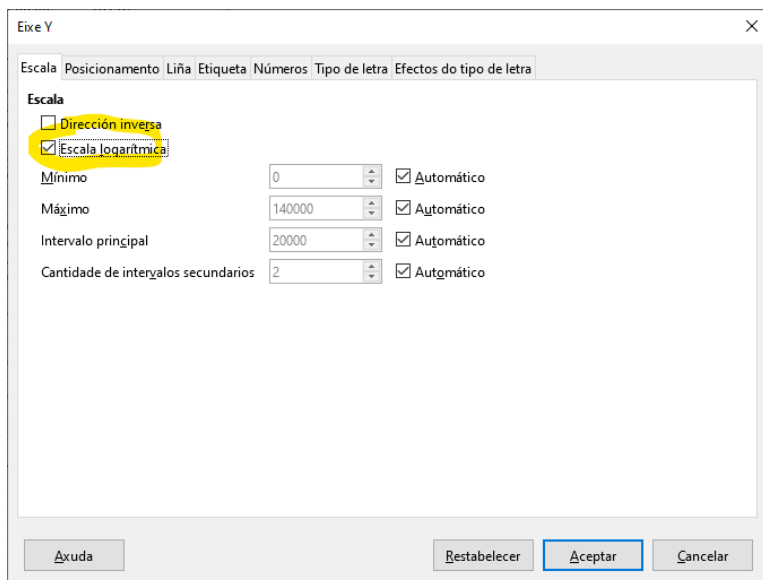 Eixe Y
Escala Posicionamento Liña Etiqueta Números Tipo de letra Efectos do tipo de letra
Escala
Dirección inversa
Escala logarítmica
Mínimo 0 Automático
Máximo 140000 Automático
Intervalo principal 20000 Automático
Cantidade de intervalos secundarios 2 Automático
Axuda Restabelecer Aceptar Cancelar